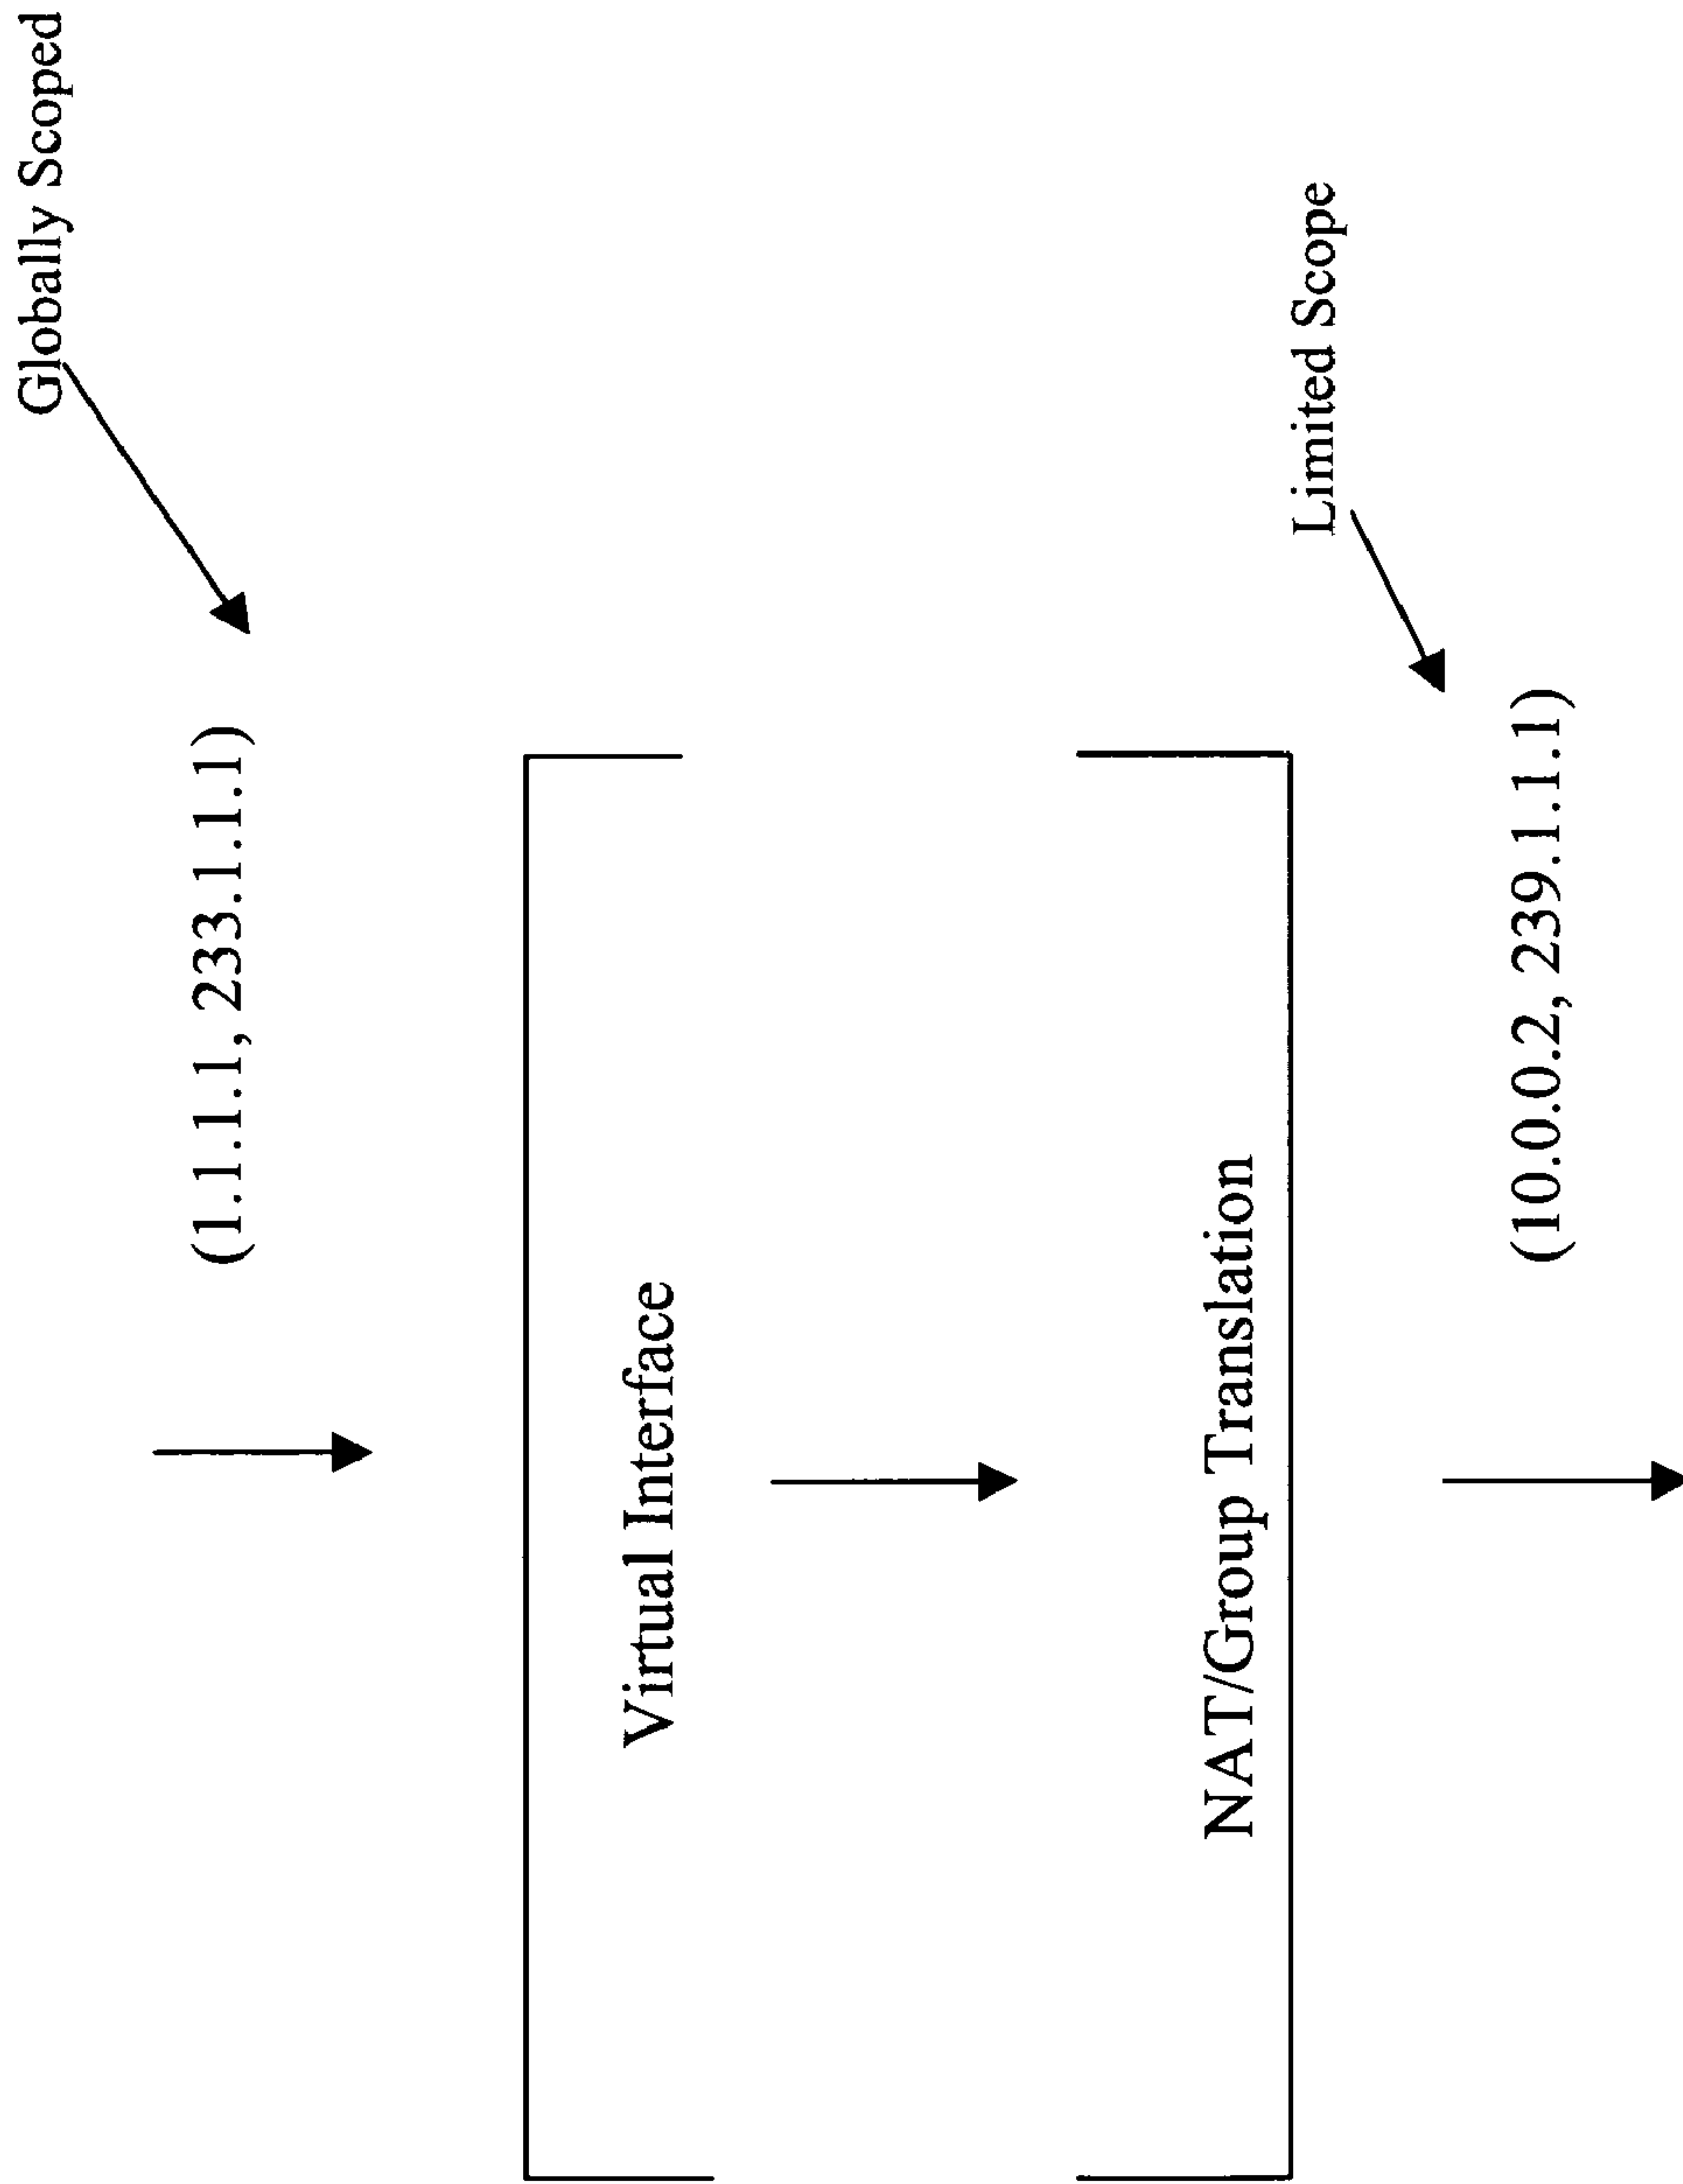 Globally Scoped
(1.1.1.1, 233.1.1.1)
Virtual Interface
NAT/Group Translation
Limited Scope
(10.0.0.2, 239.1.1.1)